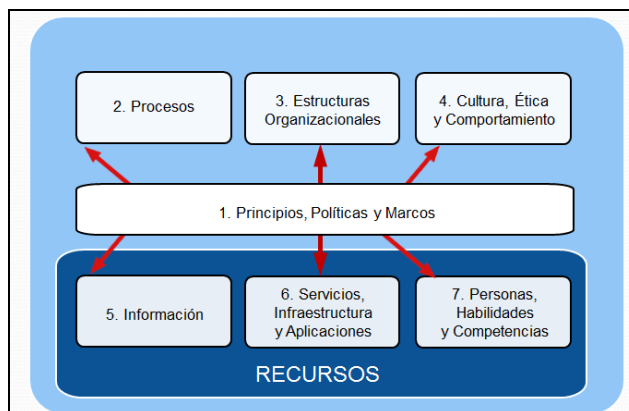 2. Procesos
3. Estructuras
Organizacionales
4. Cultura, Ética
y Comportamiento
1. Principios, Políticas y Marcos
5. Información
6. Servicios,
Infraestructura
y Aplicaciones
7. Personas,
Habilidades
y Competencias
RECURSOS